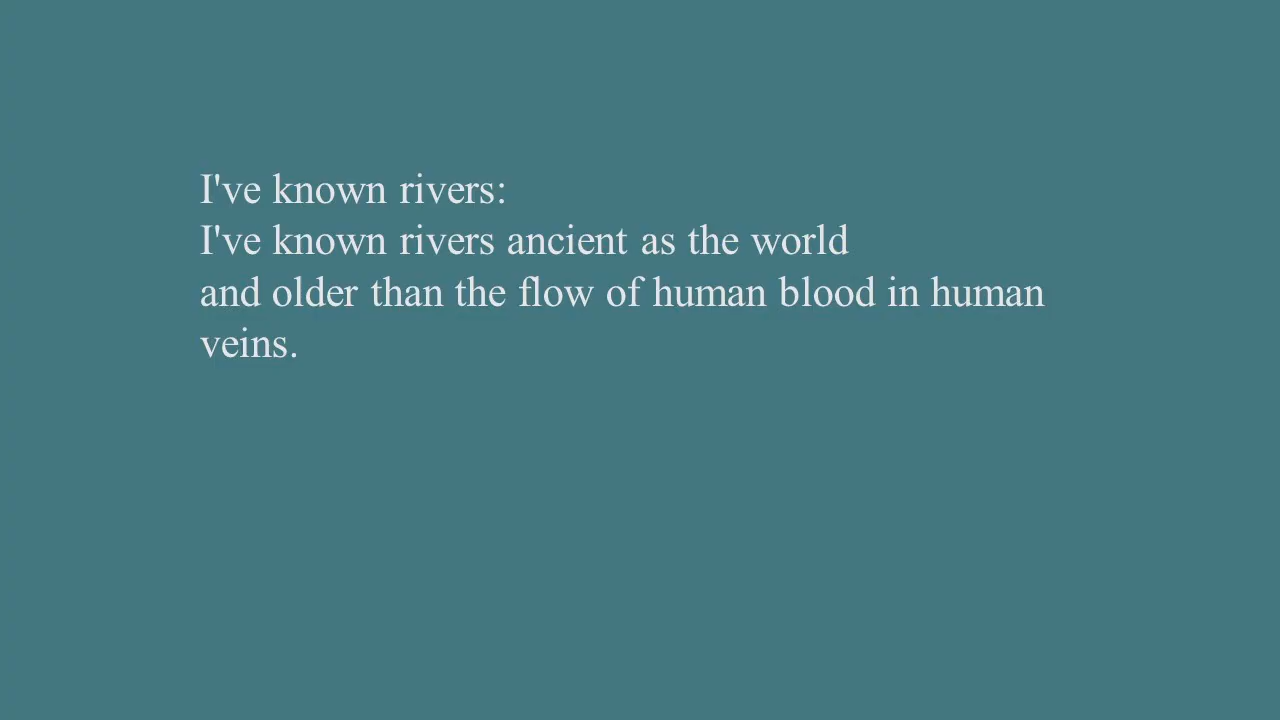 I've known rivers:
I've known rivers ancient as the world
and older than the flow of human blood in human
veins.